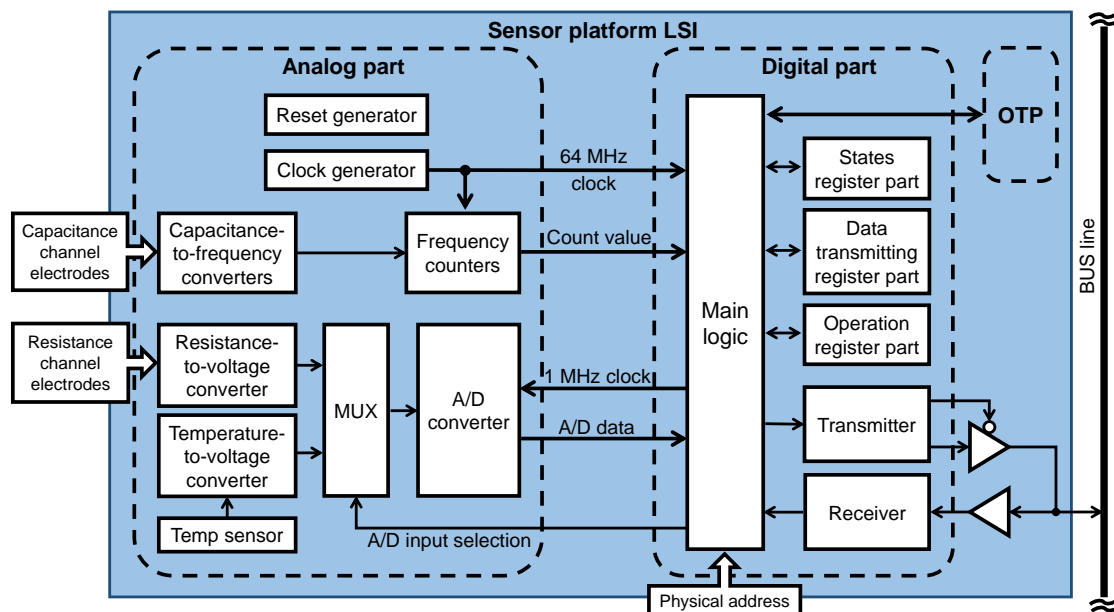 Sensor platform LSI
Analog part
Digital part
Reset generator
Clock generator
64 MHz
clock
OTP
States
register part
Capacitance
channel
electrodes
Capacitance-
to-frequency
converters
Frequency
counters
Count value
Data
transmitting
register part
Main
logic
BUS line
Resistance
channel
electrodes
Resistance-
to-voltage
converter
MUX
A/D
converter
1 MHz clock
A/D data
Operation
register part
Temperature-
to-voltage
converter
Transmitter
Temp sensor
A/D input selection
Receiver
Physical address